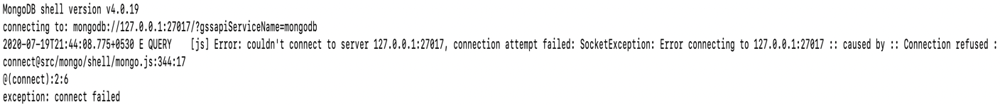 MongoDB shell version v4.0.19
connecting to: mongodb://127.0.0.1:27017/?gssapiServiceName=mongodb
2020-07-19T21:44:08.775+0530 E QUERY    [js] Error: couldn't connect to server 127.0.0.1:27017, connection attempt failed: SocketException: Error connecting to 127.0.0.1:27017 :: caused by :: Connection refused :
connect@src/mongo/shell/mongo.js:344:17
@(connect):2:6
exception: connect failed